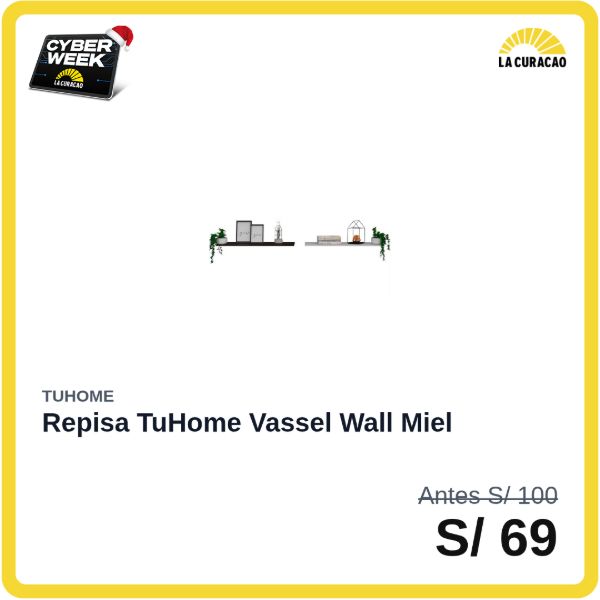 CYBER
WEEK
LA CURACAO
LA CURACAO
TUHOME
Repisa TuHome Vassel Wall Miel
Antes S/ 100
S/ 69